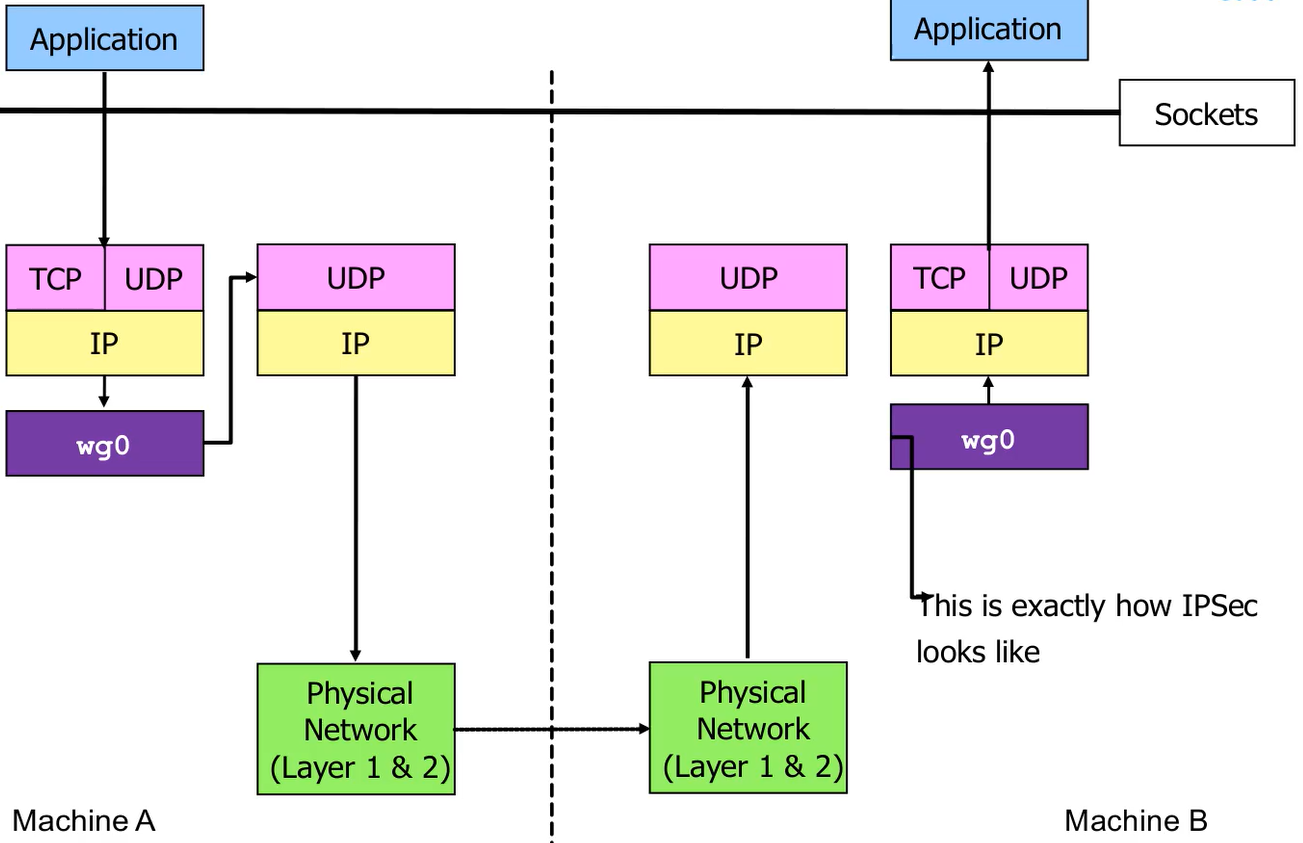 Application
Application
Sockets
TCP
UDP
UDP
UDP
TCP
UDP
IP
IP
IP
IP
wg0
wg0
This is exactly how IPSec
looks like
Physical
Network
(Layer 1 & 2)
Physical
Network
(Layer 1 & 2)
Machine A
Machine B